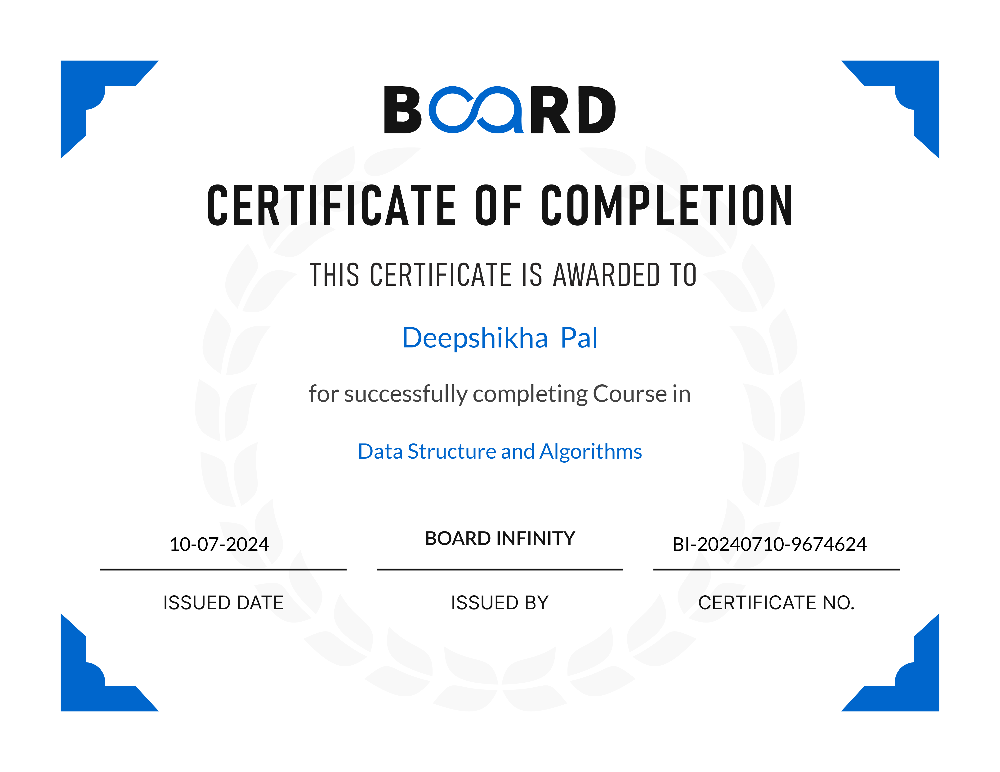 BOARD
CERTIFICATE OF COMPLETION
THIS CERTIFICATE IS AWARDED TO
Deepshikha Pal
for successfully completing Course in
Data Structure and Algorithms
10-07-2024
BOARD INFINITY
BI-20240710-9674624
ISSUED DATE
ISSUED BY
CERTIFICATE NO.